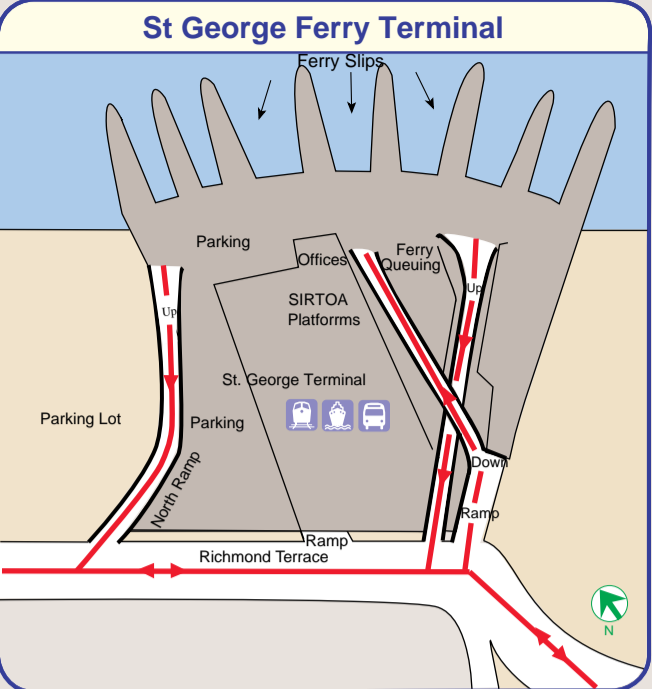 St George Ferry Terminal
Ferry Slips
Parking
Ferry
Queuing
Offices
Up
SIRTOA
Platforms
Up
St. George Terminal
Parking Lot
Parking
North Ramp
Down
Ramp
Ramp
Richmond Terrace
N